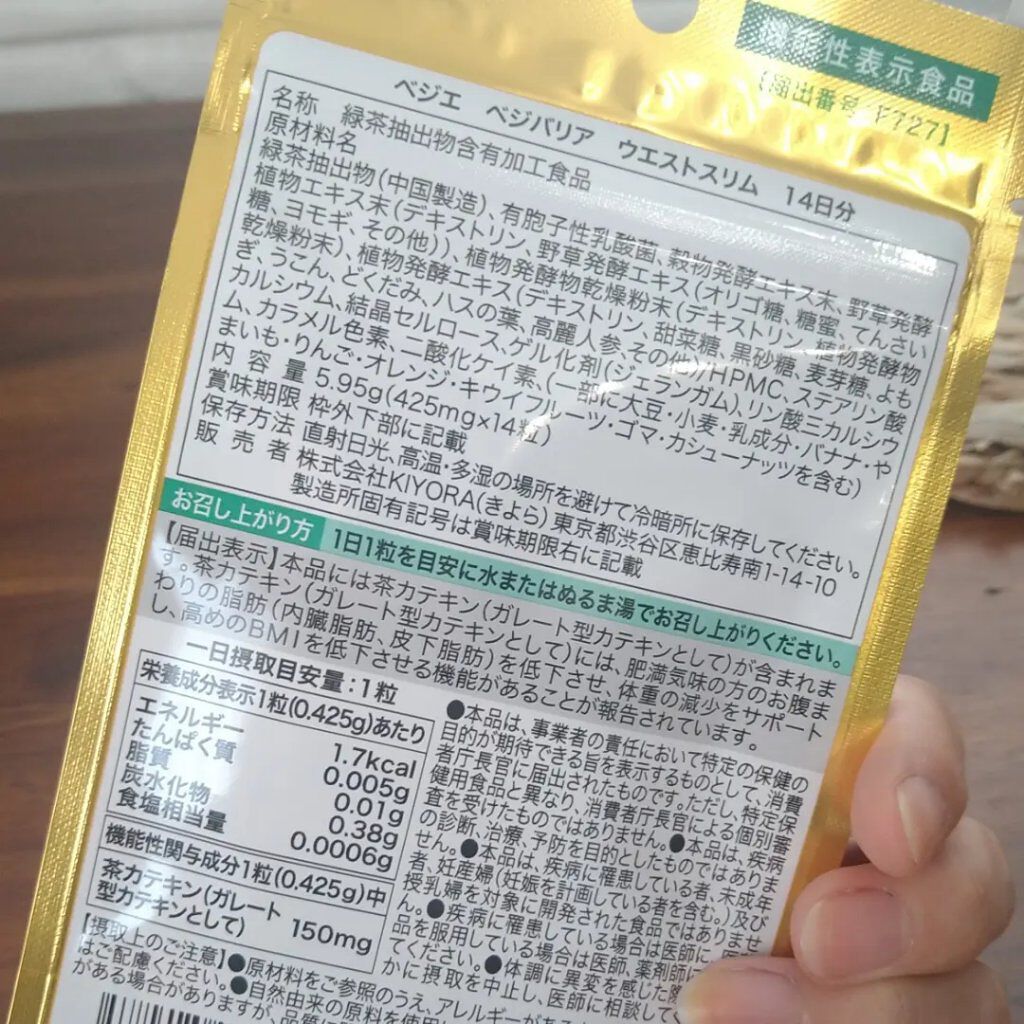 機能性表示食品
【届出番号 F727】
ベジエ ベジバリア ウエストスリム 14日分
名称 緑茶抽出物含有加工食品
原材料名
緑茶抽出物(中国製造)、有胞子性乳酸菌、穀物発酵エキス末、野草発酵
植物エキス末(デキストリン、野草発酵エキス(オリゴ糖、糖蜜、てんさい
糖、ヨモギ、その他))、植物発酵物乾燥粉末(デキストリン、植物発酵物
乾燥粉末)、植物発酵エキス(デキストリン、甜菜糖、黒砂糖、麦芽糖、よも
ぎ、うこん、どくだみ、ハスの葉、高麗人参、その他)/HPMC、ステアリン酸
カルシウム、結晶セルロース、ゲル化剤(ジェランガム)、リン酸三カルシウ
ム、カラメル色素、二酸化ケイ素、(一部に大豆・小麦・乳成分・バナナ・や
まいも・りんご・オレンジ・キウイフルーツ・ゴマ・カシューナッツを含む)
内容量 5.95g(425mg×14粒)
賞味期限 枠外下部に記載
保存方法 直射日光、高温・多湿の場所を避けて冷暗所に保存してください。
販売者 株式会社KIYORA(きよら) 東京都渋谷区恵比寿南1-14-10
製造所固有記号は賞味期限右に記載
お召し上がり方 1日1粒を目安に水またはぬるま湯でお召し上がりください。
【届出表示】本品には茶カテキン(ガレート型カテキンとして)が含まれま
す。茶カテキン(ガレート型カテキンとして)には、肥満気味の方のお腹ま
わりの脂肪(内臓脂肪、皮下脂肪)を低下させ、体重の減少をサポート
し、高めのBMIを低下させる機能があることが報告されています。
一日摂取目安量:1粒
栄養成分表示1粒(0.425g)あたり
エネルギー 1.7kcal
たんぱく質 0.005g
脂質 0.01g
炭水化物 0.38g
食塩相当量 0.0006g
機能性関与成分1粒(0.425g)中
茶カテキン(ガレート
型カテキンとして) 150mg
●本品は、事業者の責任において特定の保健の
目的が期待できる旨を表示するものとして、消費
者庁長官に届出されたものです。ただし、特定保
健用食品と異なり、消費者庁長官による個別審
査を受けたものではありません。●本品は、疾病
の診断、治療、予防を目的としたものではありま
せん。●本品は、疾病に罹患している者、未成年
者、妊産婦(妊娠を計画している者を含む。)及び
授乳婦を対象に開発された食品ではありませ
ん。●疾病に罹患している場合は医師に、
品を服用している場合は医師、薬剤師に
てください。●体調に異変を感じた際
かに摂取を中止し、医師に相談してく
【摂取上のご注意】●原材料をご参照のうえ、アレルギーがある
はご配慮ください。●自然由来の原料を使用し
がある場合がありますが、品質に